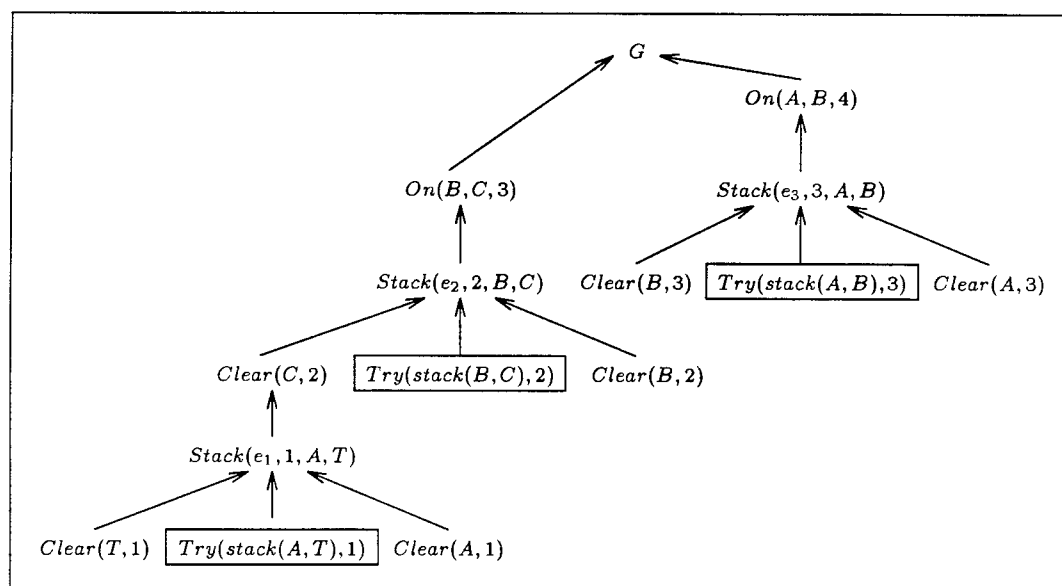 G
On(A, B, 4)
On(B, C, 3)
Stack(e₃, 3, A, B)
Stack(e₂, 2, B, C)
Clear(B, 3)
Try(stack(A, B), 3)
Clear(A, 3)
Clear(C, 2)
Try(stack(B, C), 2)
Clear(B, 2)
Stack(e₁, 1, A, T)
Clear(T, 1)
Try(stack(A, T), 1)
Clear(A, 1)